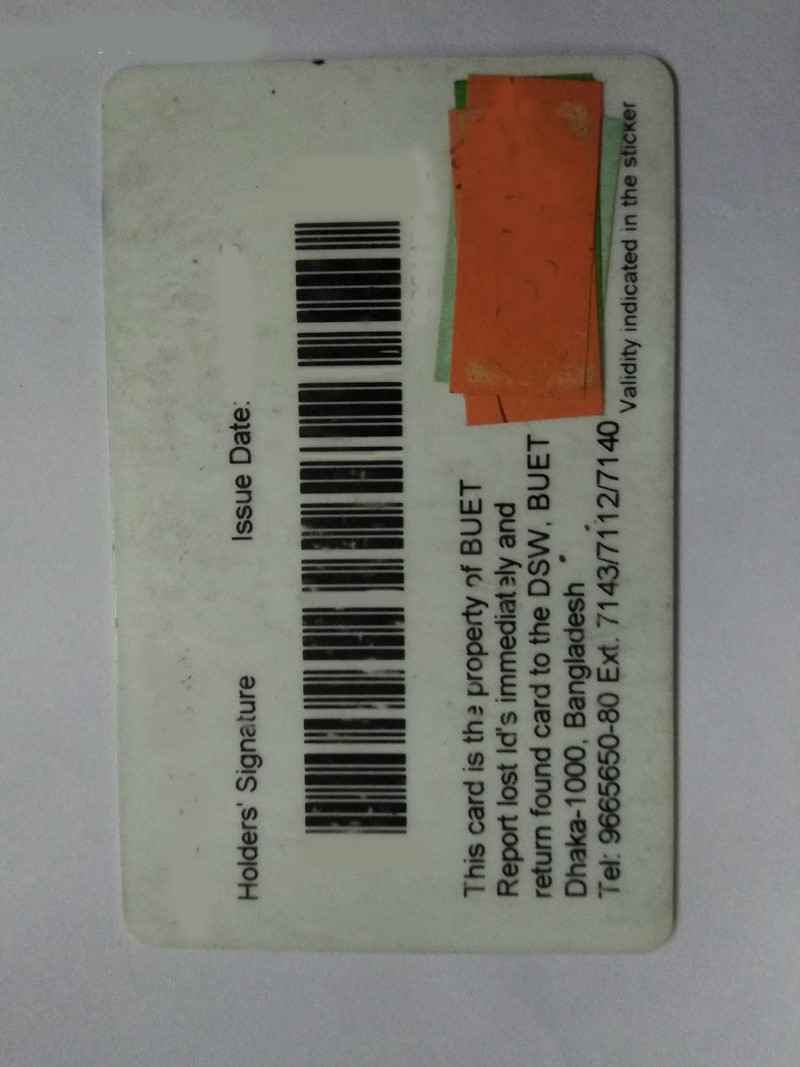 Holders' Signature Issue Date:
This card is the property of BUET
Report lost Id's immediately and
return found card to the DSW, BUET
Dhaka-1000, Bangladesh
Tel: 9665650-80 Ext. 7143/7112/7140
Validity indicated in the sticker